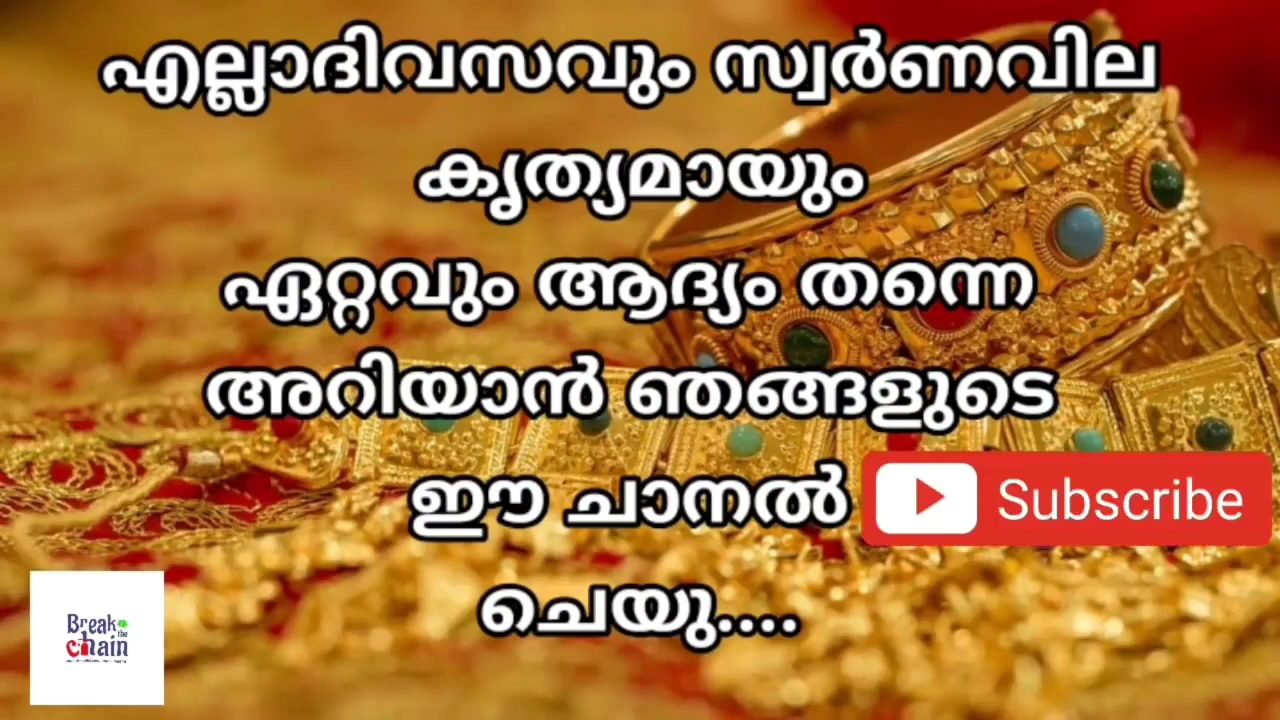 എല്ലാദിവസവും സ്വർണവില
കൃത്യമായും
ഏറ്റവും ആദ്യം തന്നെ
അറിയാൻ ഞങ്ങളുടെ
ഈ ചാനൽ Subscribe
ചെയു....
Break the
chain